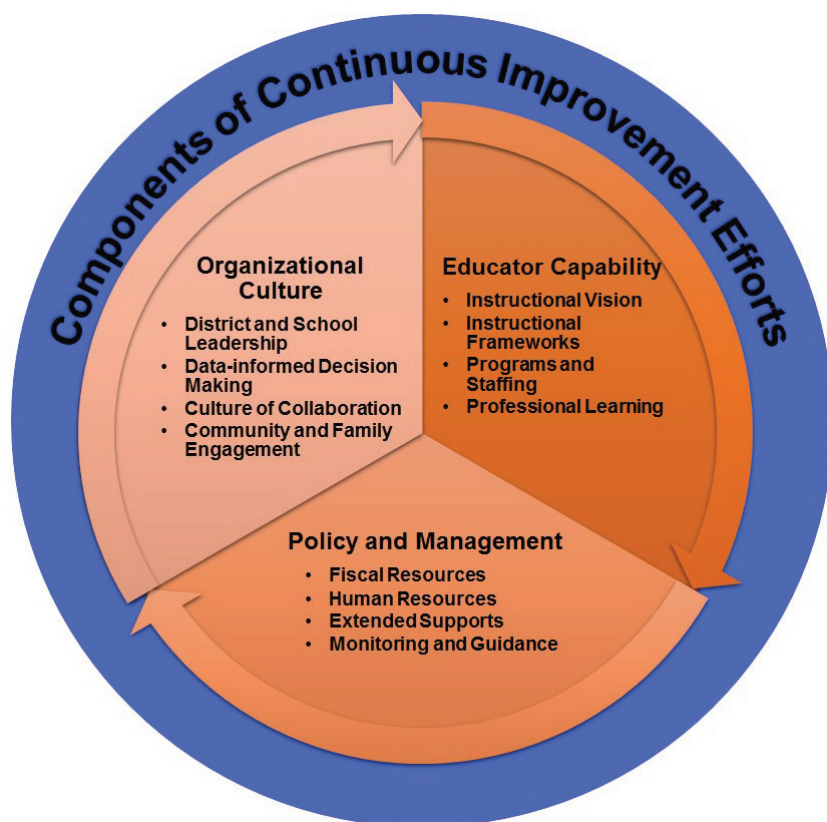 Components of Continuous Improvement Efforts
Organizational
Culture
• District and School
Leadership
• Data-informed Decision
Making
• Culture of Collaboration
• Community and Family
Engagement
Educator Capability
• Instructional Vision
• Instructional
Frameworks
• Programs and
Staffing
• Professional Learning
Policy and Management
• Fiscal Resources
• Human Resources
• Extended Supports
• Monitoring and Guidance